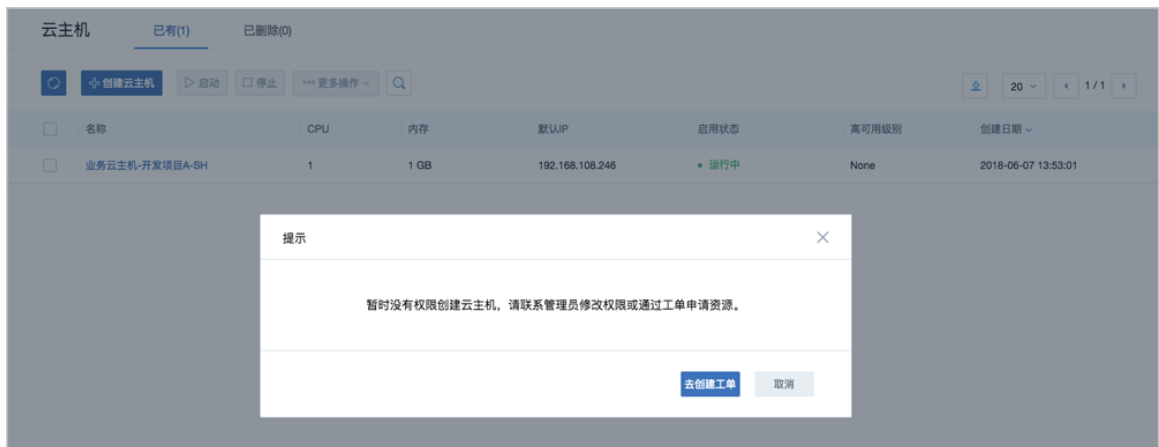 云主机 已有(1) 已删除(0)
创建云主机 启动 停止 更多操作 20 1 / 1
名称 CPU 内存 默认IP 启用状态 高可用级别 创建日期
业务云主机-开发项目A-SH 1 1 GB 192.168.108.246 运行中 None 2018-06-07 13:53:01
提示
暂时没有权限创建云主机，请联系管理员修改权限或通过工单申请资源。
去创建工单 取消